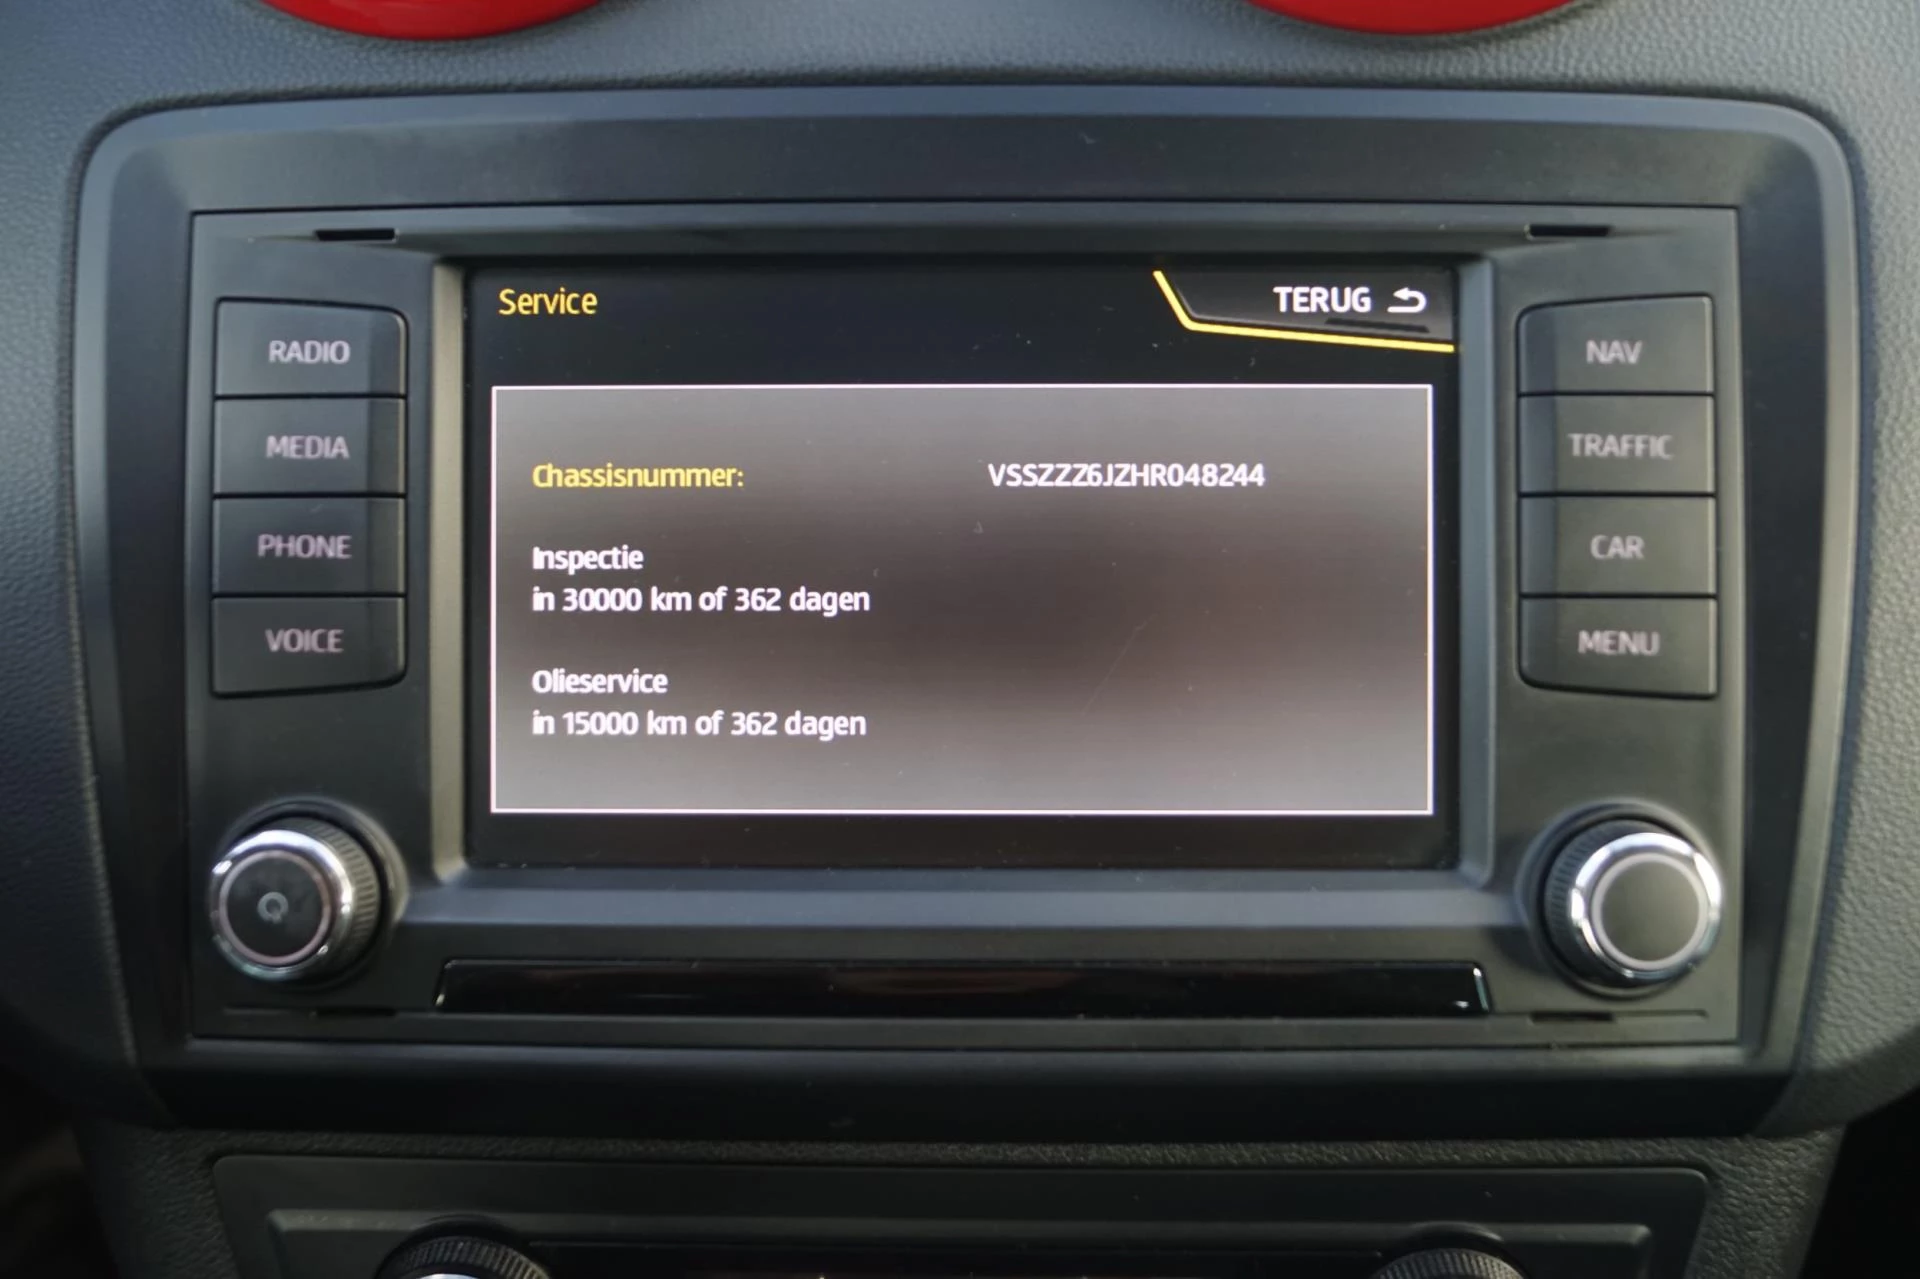 Service
TERUG
RADIO
MEDIA
PHONE
VOICE
Chassisnummer: VSSZZZ6JZHR048244
Inspectie
in 30000 km of 362 dagen
Olieservice
in 15000 km of 362 dagen
NAV
TRAFFIC
CAR
MENU